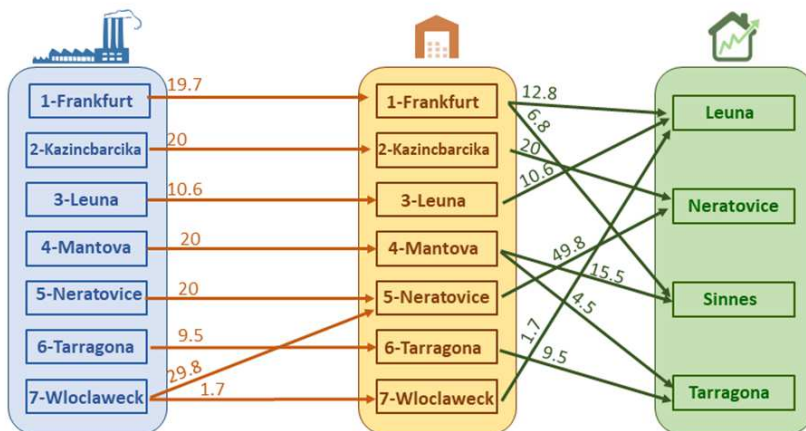 19.7
12.8
1-Frankfurt
1-Frankfurt
Leuna
6.8
2-Kazincbarcika
20
2-Kazincbarcika
20
10.6
3-Leuna
10.6
3-Leuna
Neratovice
4-Mantova
20
4-Mantova
49.8
15.5
5-Neratovice
20
5-Neratovice
Sinnes
4.5
6-Tarragona
9.5
6-Tarragona
1.7
9.5
29.8
7-Wloclaweck
1.7
7-Wloclaweck
Tarragona